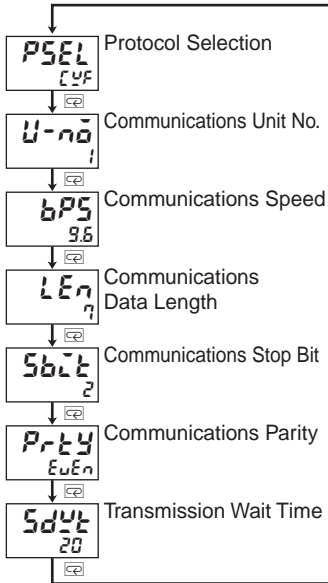 PSEL
Protocol Selection
CWF
U-no
Communications Unit No.
1
bPS
Communications Speed
9.6
LEn
Communications
Data Length
7
Sbit
Communications Stop Bit
2
Prty
Communications Parity
EvEn
SdWt
Transmission Wait Time
20